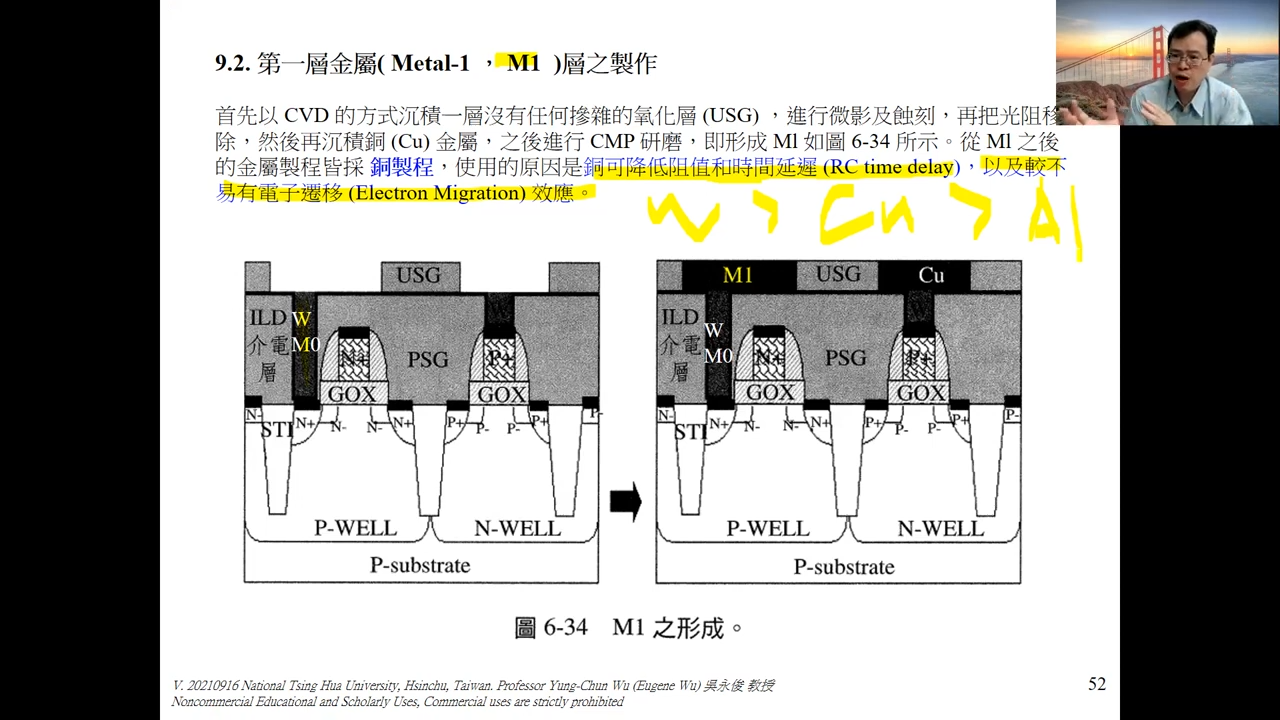 9.2. 第一層金屬( Metal-1 ， M1 )層之製作
首先以 CVD 的方式沉積一層沒有任何摻雜的氧化層 (USG) ，進行微影及蝕刻，再把光阻移
除，然後再沉積銅 (Cu) 金屬，之後進行 CMP 研磨，即形成 Ml 如圖 6-34 所示。從 Ml 之後
的金屬製程皆採 銅製程，使用的原因是銅可降低阻值和時間延遲 (RC time delay)，以及較不
易有電子遷移 (Electron Migration) 效應。
W > Cu > Al
USG
ILD
介電
層
W
M0
N+
PSG
P+
GOX
GOX
N-
STI
N+
N-
N-
N+
P+
P-
P-
P+
P-
P-WELL
N-WELL
P-substrate
M1
USG
Cu
ILD
介電
層
W
M0
N+
PSG
P+
GOX
GOX
N-
STI
N+
N-
N-
N+
P+
P-
P-
P+
P-
P-WELL
N-WELL
P-substrate
圖 6-34 M1 之形成。
V. 20210916 National Tsing Hua University, Hsinchu, Taiwan. Professor Yung-Chun Wu (Eugene Wu) 吳永俊 教授
Noncommercial Educational and Scholarly Uses, Commercial uses are strictly prohibited
52